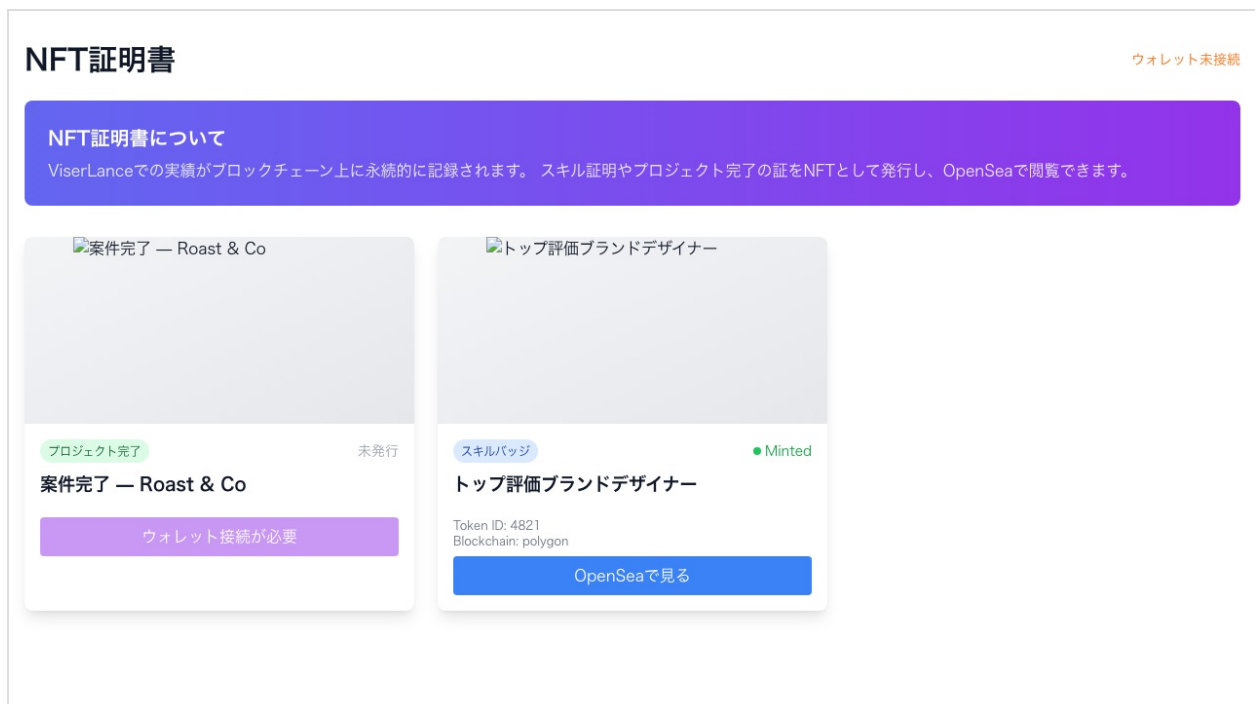 NFT証明書
ウォレット未接続
NFT証明書について
ViserLanceでの実績がブロックチェーン上に永続的に記録されます。 スキル証明やプロジェクト完了の証をNFTとして発行し、OpenSeaで閲覧できます。
案件完了 — Roast & Co
トップ評価ブランドデザイナー
プロジェクト完了
未発行
案件完了 — Roast & Co
ウォレット接続が必要
スキルバッジ
Minted
トップ評価ブランドデザイナー
Token ID: 4821
Blockchain: polygon
OpenSeaで見る